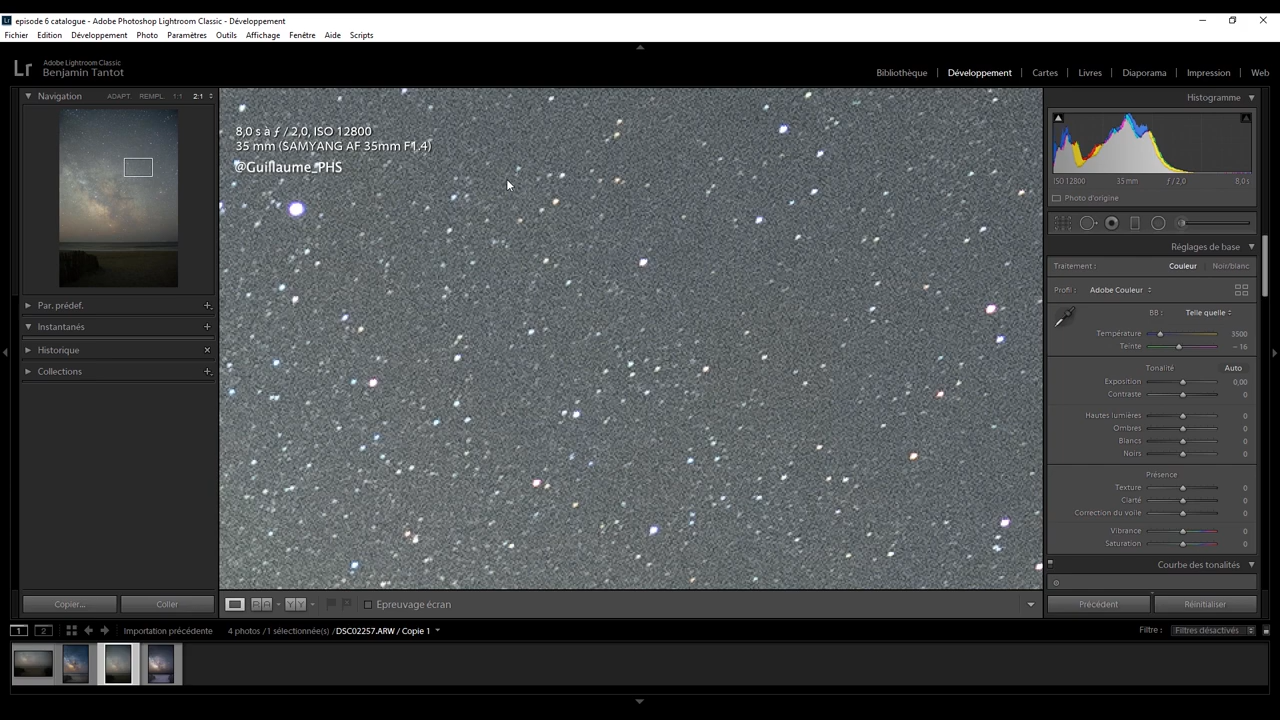 episode 6 catalogue - Adobe Photoshop Lightroom Classic - Développement
Fichier Edition Développement Photo Paramètres Outils Affichage Fenêtre Aide Scripts
Lr Adobe Lightroom Classic
Benjamin Tantot
Bibliothèque | Développement | Cartes | Livres | Diaporama | Impression | Web
Navigation ADAPT REMPL. 1:1 2:1
Histogramme
8,0 s à ƒ / 2,0, ISO 12800
35 mm (SAMYANG AF 35mm F1.4)
@Guillaume_PHS
ISO 12800 35 mm ƒ / 2,0 8,0 s
Photo d'origine
Réglages de base
Traitement : Couleur Noir/blanc
Profil : Adobe Couleur
BB : Telle quelle
Température 3500
Teinte - 16
Tonalité Auto
Exposition 0,00
Contraste 0
Hautes lumières 0
Ombres 0
Blancs 0
Noirs 0
Présence
Texture 0
Clarté 0
Correction du voile 0
Vibrance 0
Saturation 0
Courbe des tonalités
Par. prédef.
Instantanés
Historique
Collections
Copier... Coller
Epreuvage écran
Précédent Réinitialiser
1 2 Importation précédente 4 photos / 1 sélectionnée(s) / DSC02257.ARW / Copie 1
Filtre : Filtres désactivés